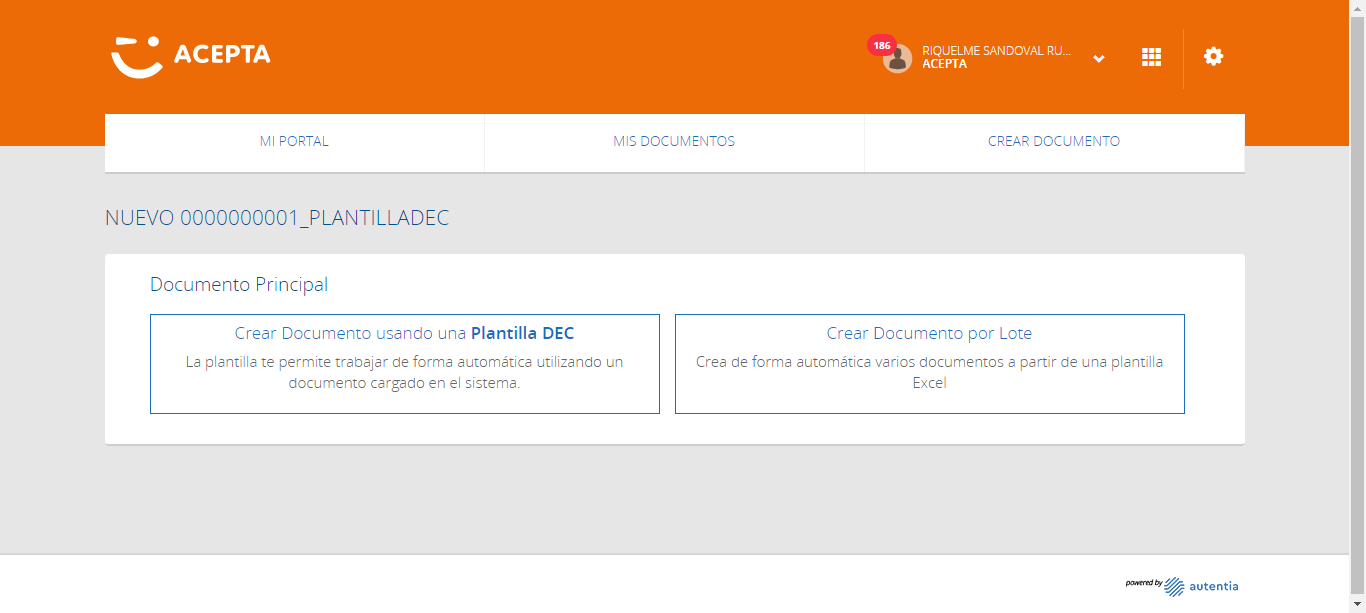 ACEPTA
186
RIQUELME SANDOVAL RU...
ACEPTA
MI PORTAL
MIS DOCUMENTOS
CREAR DOCUMENTO
NUEVO 0000000001_PLANTILLADEC
Documento Principal
Crear Documento usando una Plantilla DEC
La plantilla te permite trabajar de forma automática utilizando un
documento cargado en el sistema.
Crear Documento por Lote
Crea de forma automática varios documentos a partir de una plantilla
Excel
powered by autentia